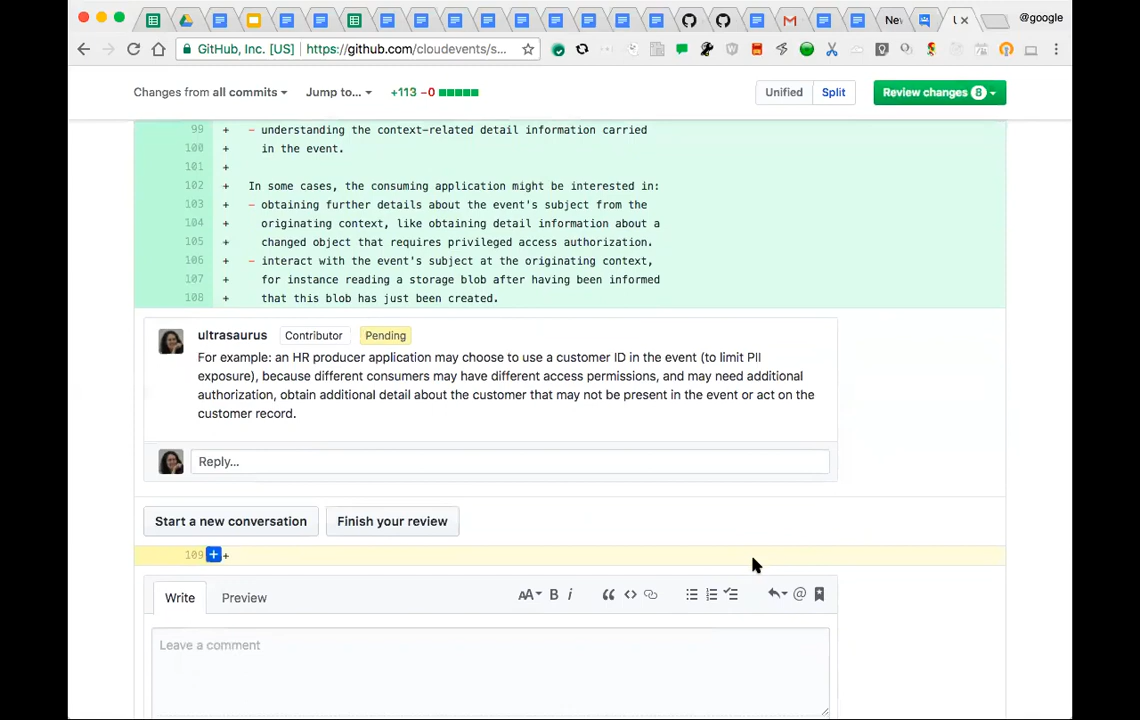 Nev
@google
GitHub, Inc. [US]
https://github.com/cloudevents/s...
Changes from all commits
Jump to...
+113 −0
Unified
Split
Review changes 8
99 + - understanding the context-related detail information carried
100 + in the event.
101 +
102 + In some cases, the consuming application might be interested in:
103 + - obtaining further details about the event's subject from the
104 + originating context, like obtaining detail information about a
105 + changed object that requires privileged access authorization.
106 + - interact with the event's subject at the originating context,
107 + for instance reading a storage blob after having been informed
108 + that this blob has just been created.
ultrasaurus Contributor Pending
For example: an HR producer application may choose to use a customer ID in the event (to limit PII
exposure), because different consumers may have different access permissions, and may need additional
authorization, obtain additional detail about the customer that may not be present in the event or act on the
customer record.
Reply...
Start a new conversation
Finish your review
109 + +
Write
Preview
AA B i
Leave a comment